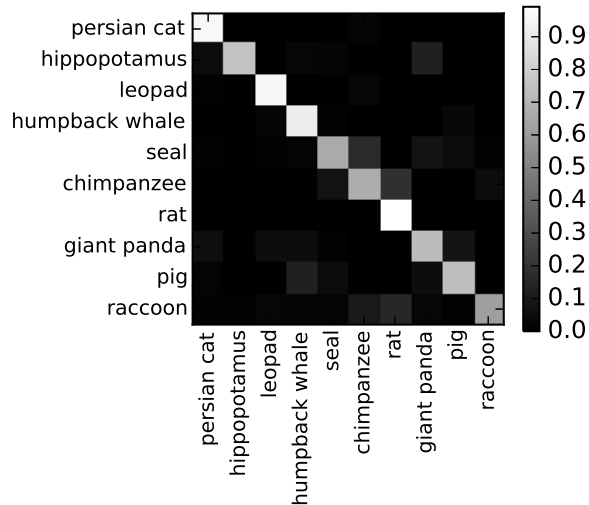 persian cat
hippopotamus
leopad
humpback whale
seal
chimpanzee
rat
giant panda
pig
raccoon
persian cat
hippopotamus
leopad
humpback whale
seal
chimpanzee
rat
giant panda
pig
raccoon
0.9
0.8
0.7
0.6
0.5
0.4
0.3
0.2
0.1
0.0